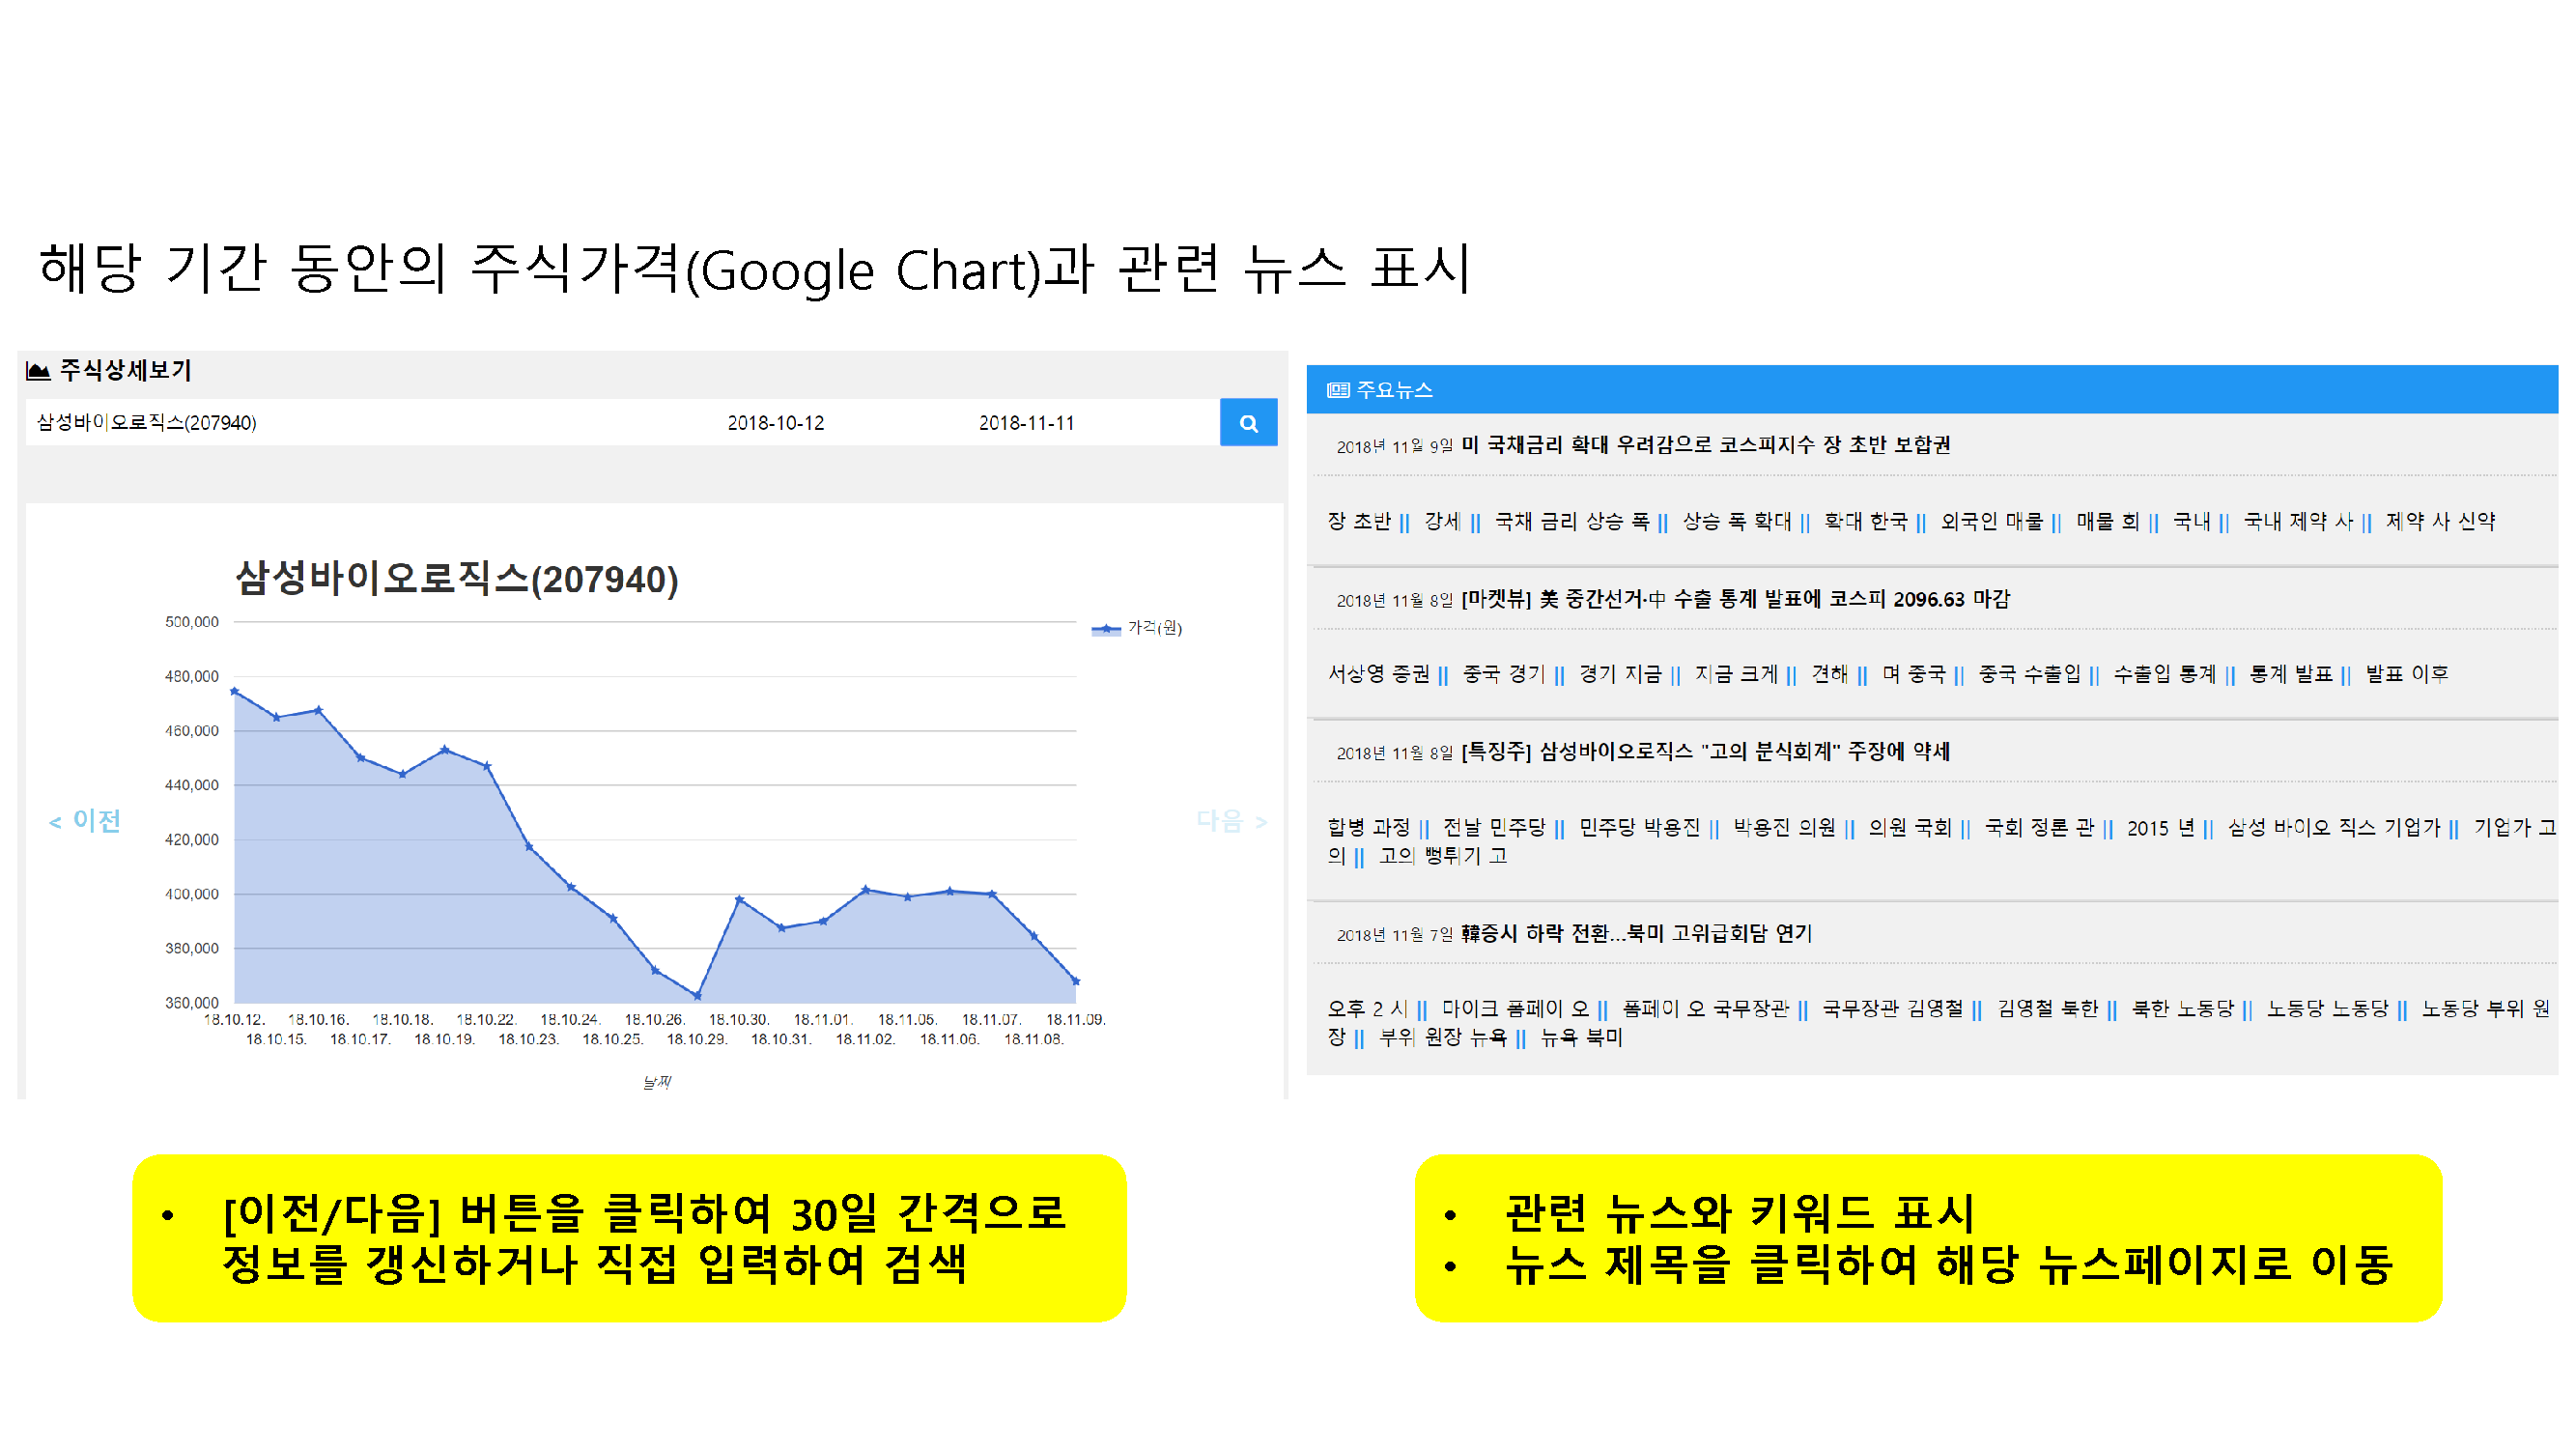 해당 기간 동안의 주식가격(Google Chart)과 관련 뉴스 표시
주식상세보기
삼성바이오로직스(207940) 2018-10-12 2018-11-11
삼성바이오로직스(207940)
가격(원)
500,000
480,000
460,000
440,000
420,000
400,000
380,000
360,000
< 이전
다음 >
18.10.12. 18.10.16. 18.10.18. 18.10.22. 18.10.24. 18.10.26. 18.10.30. 18.11.01. 18.11.05. 18.11.07. 18.11.09.
18.10.15. 18.10.17. 18.10.19. 18.10.23. 18.10.25. 18.10.29. 18.10.31. 18.11.02. 18.11.06. 18.11.08.
날짜
주요뉴스
2018년 11월 9일 미 국채금리 확대 우려감으로 코스피지수 장 초반 보합권
장 초반 || 강세 || 국채 금리 상승 폭 || 상승 폭 확대 || 확대 한국 || 외국인 매물 || 매물 회 || 국내 || 국내 제약 사 || 제약 사 신약
2018년 11월 8일 [마켓뷰] 美 중간선거·中 수출 통계 발표에 코스피 2096.63 마감
서상영 증권 || 중국 경기 || 경기 지금 || 지금 크게 || 견해 || 며 중국 || 중국 수출입 || 수출입 통계 || 통계 발표 || 발표 이후
2018년 11월 8일 [특징주] 삼성바이오로직스 "고의 분식회계" 주장에 약세
합병 과정 || 전날 민주당 || 민주당 박용진 || 박용진 의원 || 의원 국회 || 국회 정론 관 || 2015 년 || 삼성 바이오 직스 기업가 || 기업가 고
의 || 고의 뻥튀기 고
2018년 11월 7일 韓증시 하락 전환...북미 고위급회담 연기
오후 2 시 || 마이크 폼페이 오 || 폼페이 오 국무장관 || 국무장관 김영철 || 김영철 북한 || 북한 노동당 || 노동당 노동당 || 노동당 부위 원
장 || 부위 원장 뉴욕 || 뉴욕 북미
• [이전/다음] 버튼을 클릭하여 30일 간격으로
정보를 갱신하거나 직접 입력하여 검색
• 관련 뉴스와 키워드 표시
• 뉴스 제목을 클릭하여 해당 뉴스페이지로 이동